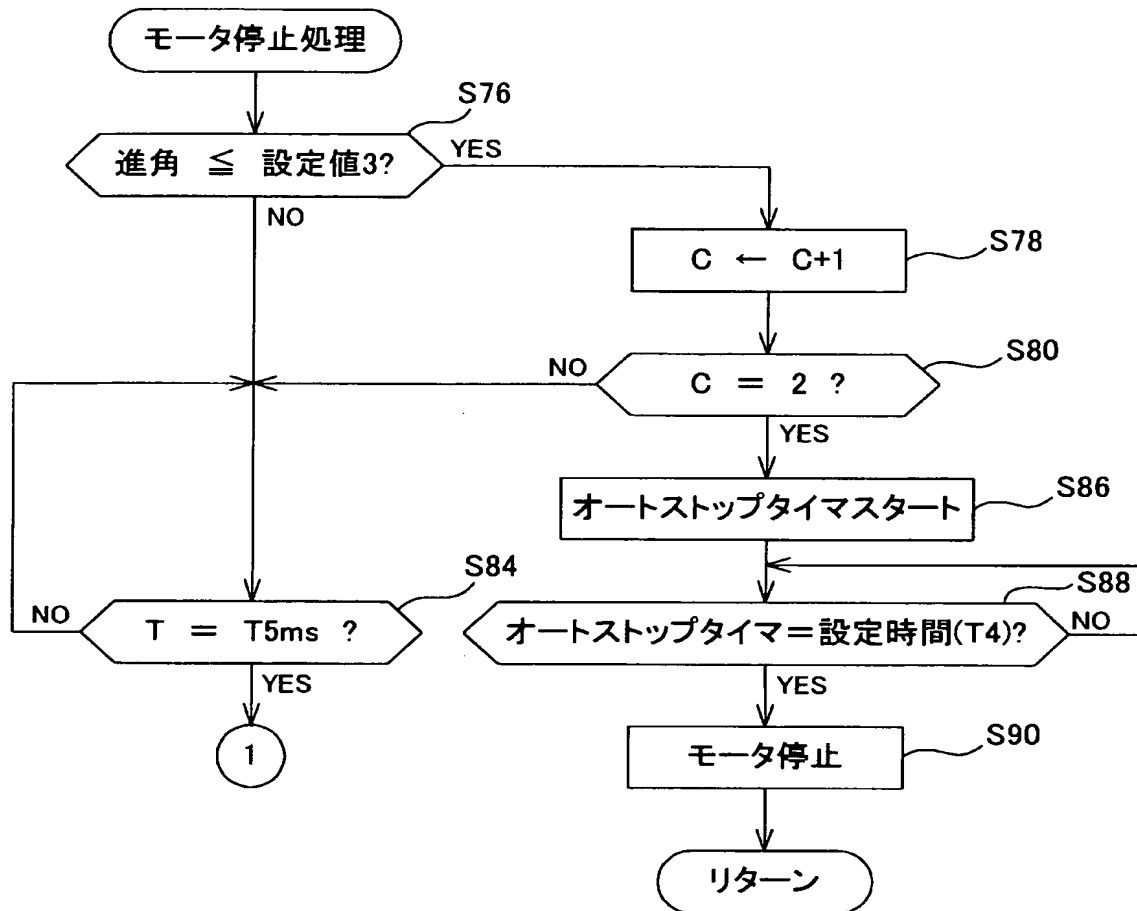 モータ停止処理
S76
進角 ≦ 設定値3?
YES
NO
S78
C ← C+1
S80
NO
C = 2 ?
YES
S86
オートストップタイマスタート
S84
S88
NO
T = T5ms ?
オートストップタイマ=設定時間(T4)?
NO
YES
YES
1
S90
モータ停止
リターン